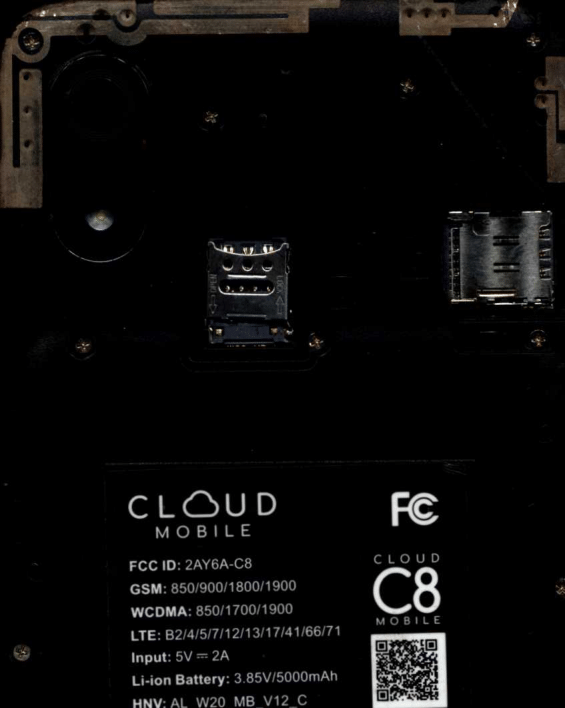 CLOUD
MOBILE
FC
FCC ID: 2AY6A-C8
GSM: 850/900/1800/1900
WCDMA: 850/1700/1900
LTE: B2/4/5/7/12/13/17/41/66/71
Input: 5V ⎓ 2A
Li-ion Battery: 3.85V/5000mAh
HNV: AL_W20_MB_V12_C
CLOUD
C8
MOBILE